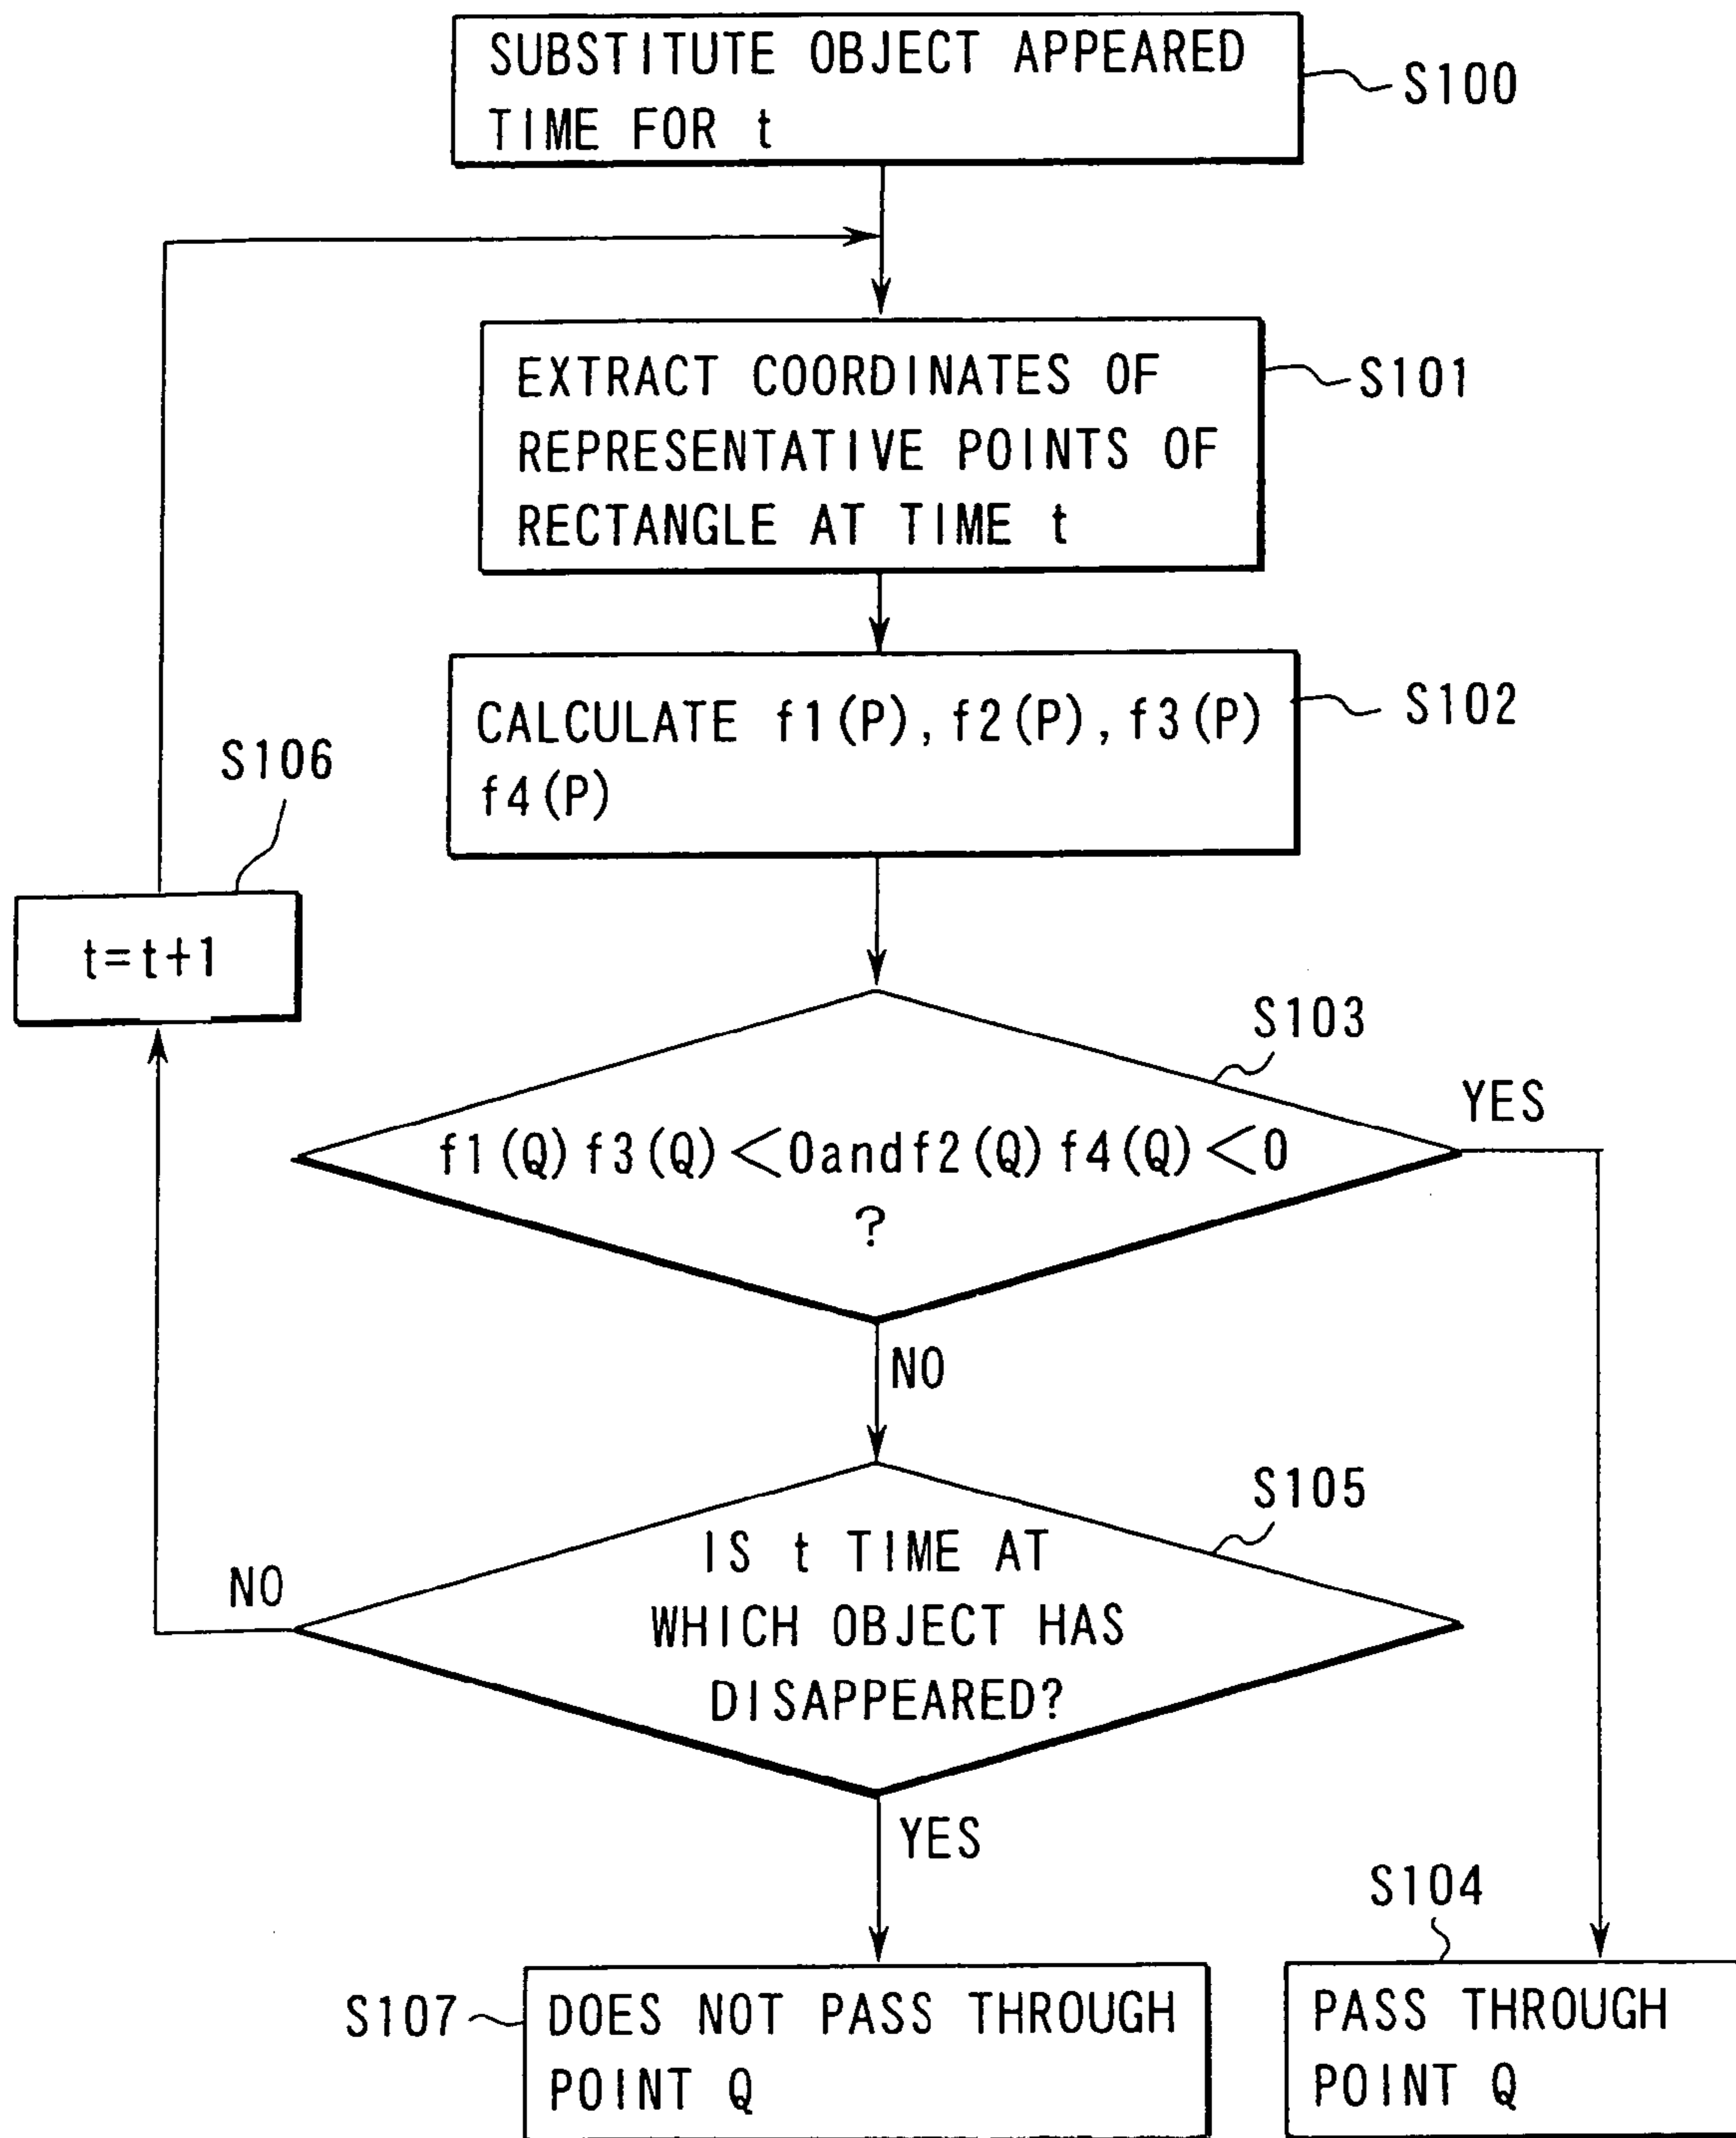 SUBSTITUTE OBJECT APPEARED
TIME FOR t
S100
EXTRACT COORDINATES OF
REPRESENTATIVE POINTS OF
RECTANGLE AT TIME t
S101
CALCULATE f1(P), f2(P), f3(P)
f4(P)
S102
S106
t=t+1
S103
f1(Q) f3(Q) <0andf2(Q) f4(Q) <0
?
YES
NO
S105
IS t TIME AT
WHICH OBJECT HAS
DISAPPEARED?
NO
YES
S104
S107
DOES NOT PASS THROUGH
POINT Q
PASS THROUGH
POINT Q